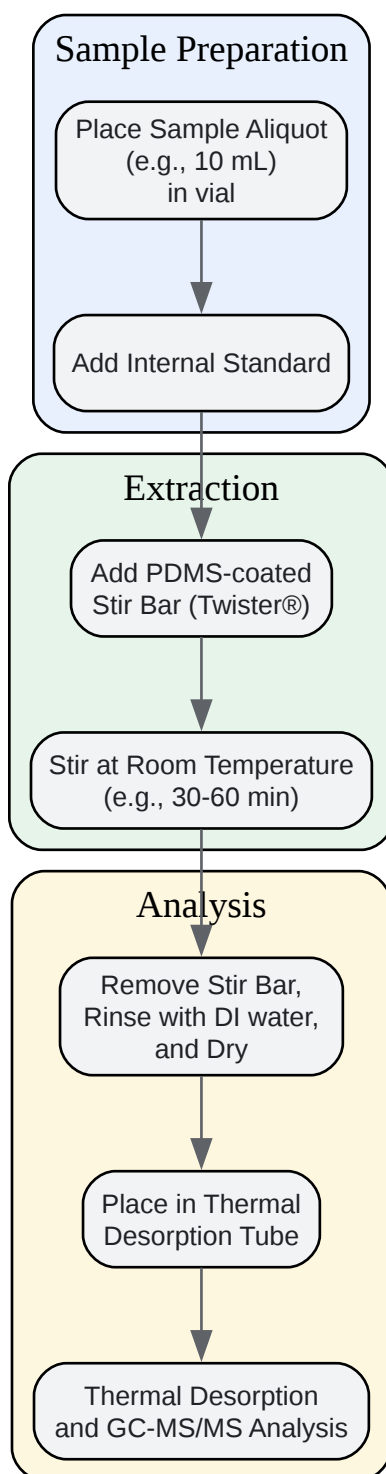 Sample Preparation
Place Sample Aliquot
(e.g., 10 mL)
in vial
Add Internal Standard
Extraction
Add PDMS-coated
Stir Bar (Twister®)
Stir at Room Temperature
(e.g., 30-60 min)
Analysis
Remove Stir Bar,
Rinse with DI water,
and Dry
Place in Thermal
Desorption Tube
Thermal Desorption
and GC-MS/MS Analysis